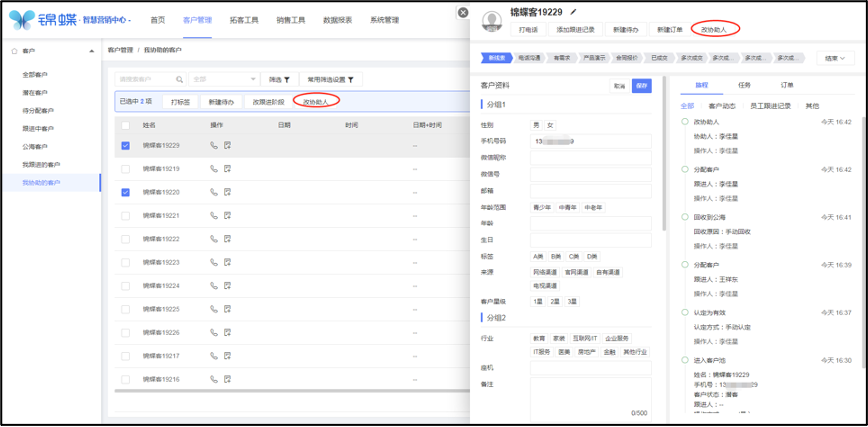 锦蝶 · 智慧营销中心 · 首页 客户管理 拓客工具 销售工具 数据报表 系统管理
客户
全部客户
潜在客户
待分配客户
跟进中客户
公海客户
我跟进的客户
我协助的客户
客户管理 / 我协助的客户
请搜索客户 全部 筛选 常用筛选设置
已选中 2 项 打标签 新建待办 改跟进阶段 改协助人
姓名 操作 日期 时间 日期+时间
锦蝶客19229 --
锦蝶客19219 --
锦蝶客19220 --
锦蝶客19221 --
锦蝶客19222 --
锦蝶客19223 --
锦蝶客19224 --
锦蝶客19225 --
锦蝶客19226 --
锦蝶客19217 --
锦蝶客19216 --
锦蝶客19229
打电话 添加跟进记录 新建待办 新建订单 改协助人
新线索 电话沟通 有需求 产品演示 合同报价 已成交 多次成交 多次成... 多次成... 多次成... 结束
客户资料 取消 保存
分组1
性别 男 女
手机号码 13 9
微信昵称
微信号
邮箱
年龄范围 青少年 中青年 中老年
年龄
生日
标签 A类 B类 C类 D类
来源 网络渠道 官网渠道 自有渠道
电视渠道
客户星级 1星 2星 3星
分组2
行业 教育 家装 互联网/IT 企业服务
IT服务 医美 房地产 金融 其他行业
座机
备注
0/500
旅程 任务 订单
全部 客户动态 员工跟进记录 其他
改协助人 今天 16:42
协助人：李佳星
操作人：李佳星
分配客户 今天 16:42
跟进人：李佳星
操作人：李佳星
回收到公海 今天 16:41
回收原因：手动回收
操作人：李佳星
分配客户 今天 16:39
跟进人：王祥东
操作人：李佳星
认定为有效 今天 16:37
认定方式：手动认定
操作人：李佳星
进入客户池 今天 16:30
姓名：锦蝶客19229
手机号：13 29
客户状态：潜客
跟进人：--